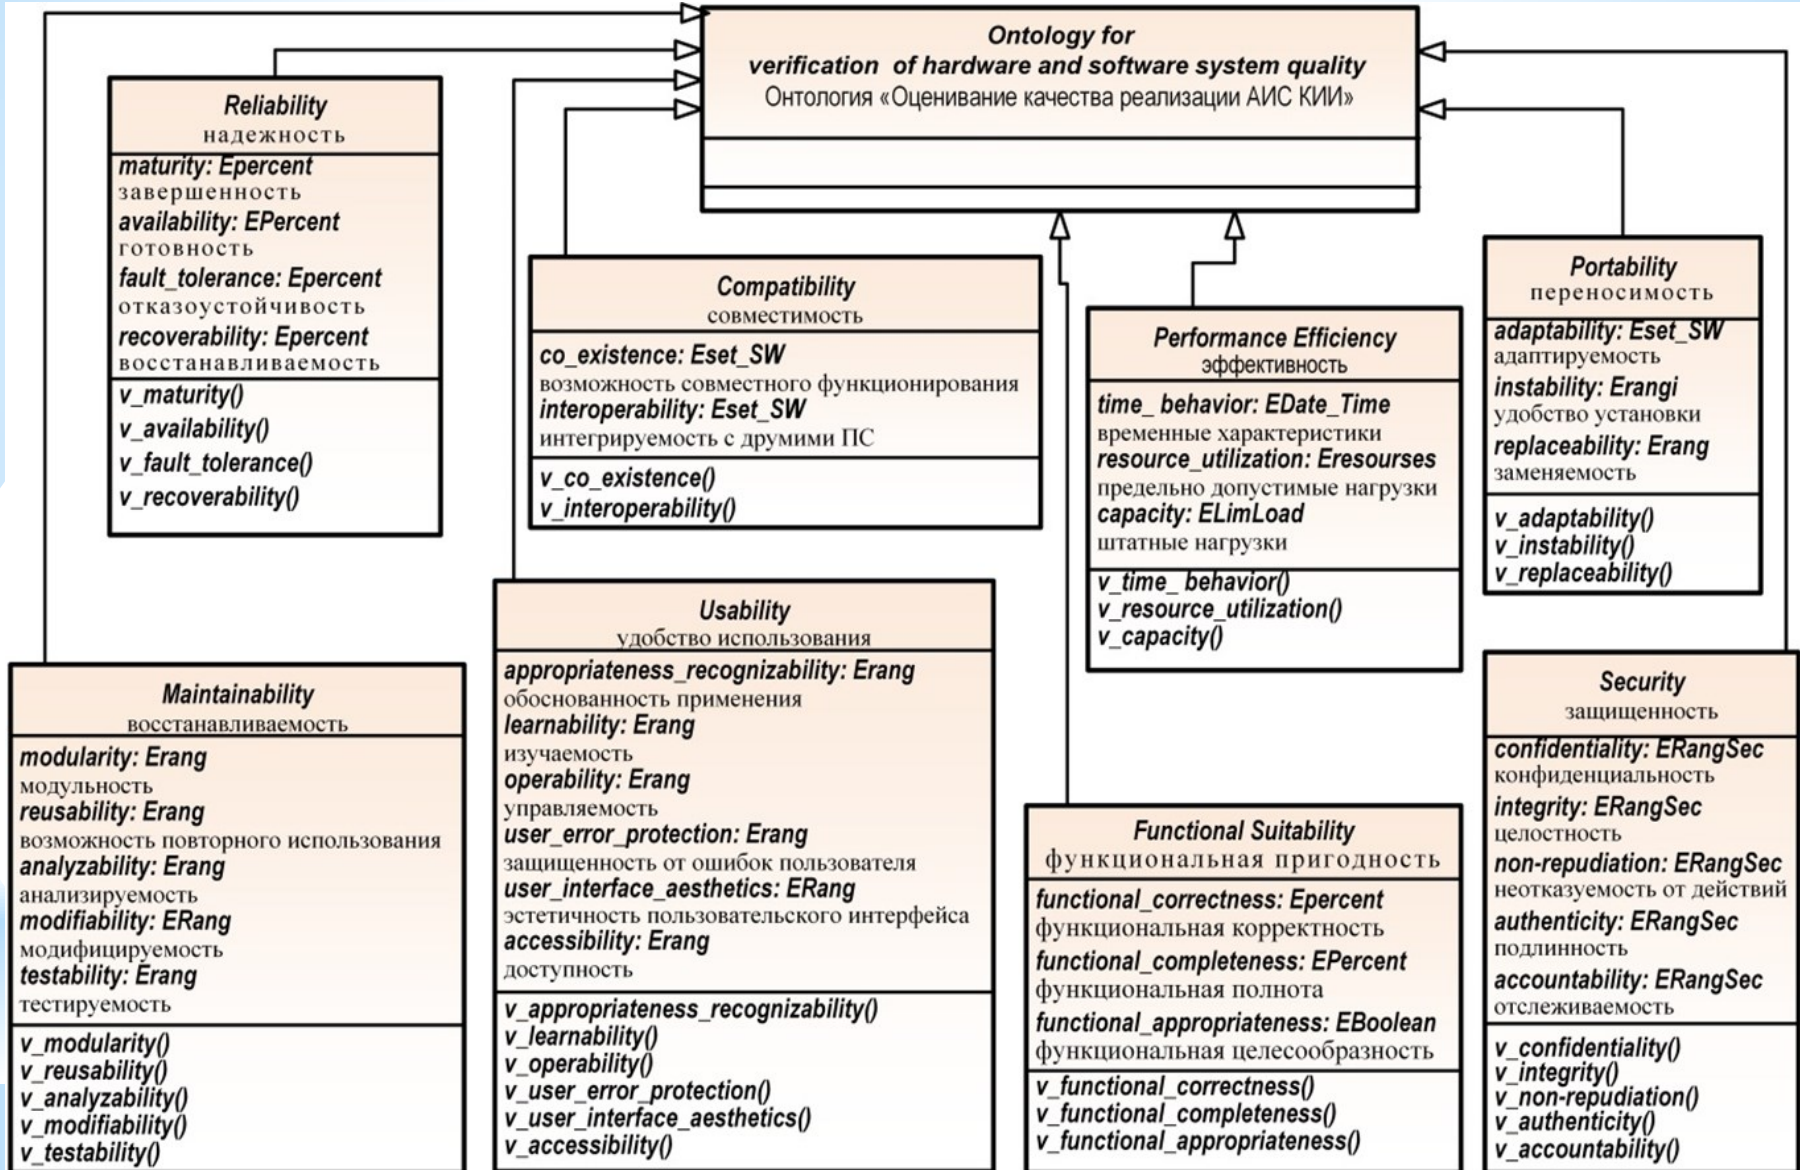 Ontology for
verification of hardware and software system quality
Онтология «Оценивание качества реализации АИС КИИ»
Reliability
надежность
maturity: Epercent
завершенность
availability: EPercent
готовность
fault_tolerance: Epercent
отказоустойчивость
recoverability: Epercent
восстанавливаемость
v_maturity()
v_availability()
v_fault_tolerance()
v_recoverability()
Compatibility
совместимость
co_existence: Eset_SW
возможность совместного функционирования
interoperability: Eset_SW
интегрируемость с друмими ПС
v_co_existence()
v_interoperability()
Performance Efficiency
эффективность
time_ behavior: EDate_Time
временные характеристики
resource_utilization: Eresourses
предельно допустимые нагрузки
capacity: ELimLoad
штатные нагрузки
v_time_ behavior()
v_resource_utilization()
v_capacity()
Portability
переносимость
adaptability: Eset_SW
адаптируемость
instability: Erangi
удобство установки
replaceability: Erang
заменяемость
v_adaptability()
v_instability()
v_replaceability()
Maintainability
восстанавливаемость
modularity: Erang
модульность
reusability: Erang
возможность повторного использования
analyzability: Erang
анализируемость
modifiability: ERang
модифицируемость
testability: Erang
тестируемость
v_modularity()
v_reusability()
v_analyzability()
v_modifiability()
v_testability()
Usability
удобство использования
appropriateness_recognizability: Erang
обоснованность применения
learnability: Erang
изучаемость
operability: Erang
управляемость
user_error_protection: Erang
защищенность от ошибок пользователя
user_interface_aesthetics: ERang
эстетичность пользовательского интерфейса
accessibility: Erang
доступность
v_appropriateness_recognizability()
v_learnability()
v_operability()
v_user_error_protection()
v_user_interface_aesthetics()
v_accessibility()
Functional Suitability
функциональная пригодность
functional_correctness: Epercent
функциональная корректность
functional_completeness: EPercent
функциональная полнота
functional_appropriateness: EBoolean
функциональная целесообразность
v_functional_correctness()
v_functional_completeness()
v_functional_appropriateness()
Security
защищенность
confidentiality: ERangSec
конфиденциальность
integrity: ERangSec
целостность
non-repudiation: ERangSec
неотказуемость от действий
authenticity: ERangSec
подлинность
accountability: ERangSec
отслеживаемость
v_confidentiality()
v_integrity()
v_non-repudiation()
v_authenticity()
v_accountability()